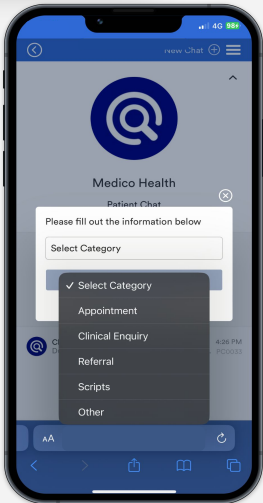 4G 98+
New Chat
Medico Health
Patient Chat
Please fill out the information below
Select Category
✓ Select Category
Appointment
Clinical Enquiry
Referral
Scripts
Other
4:26 PM
AA